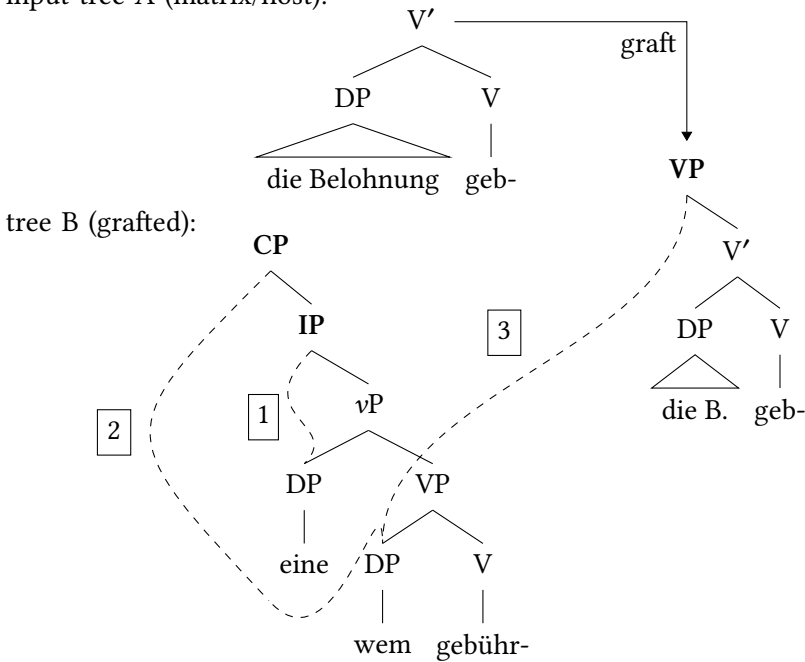 input tree A (matrix/host):
V′
graft
DP V
die Belohnung geb-
VP
tree B (grafted):
CP
V′
IP
3
DP V
vP
die B. geb-
1
2
DP VP
eine DP V
wem gebühr-